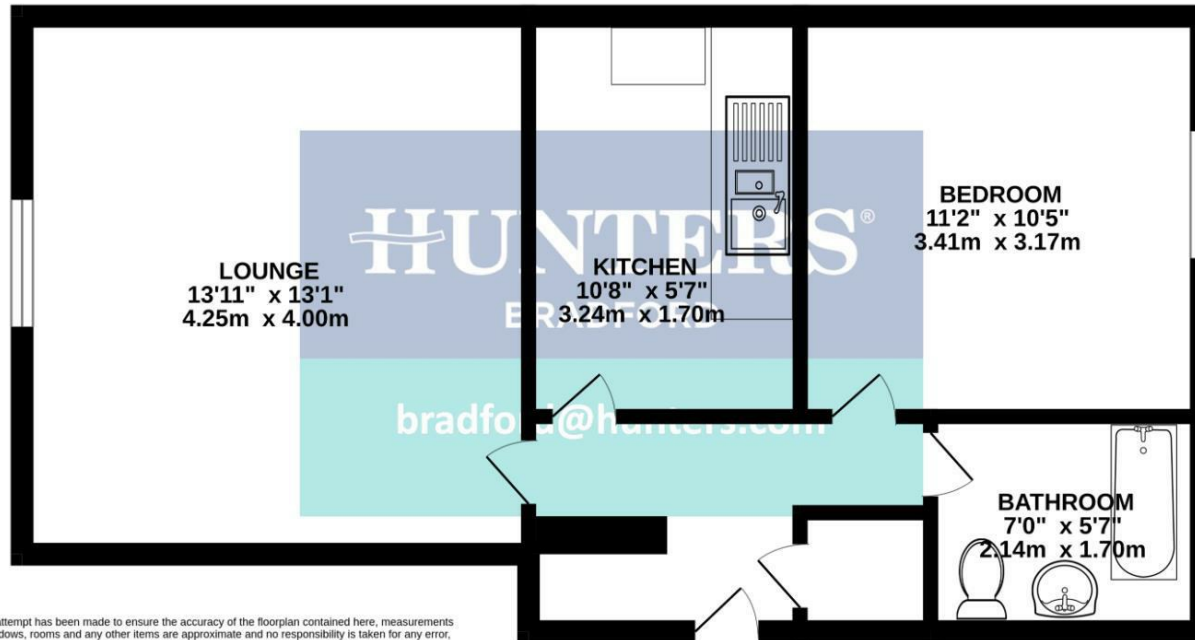 LOUNGE
13'11" x 13'1"
4.25m x 4.00m
HUNTERS®
BRADFORD
bradford@hunters.com
KITCHEN
10'8" x 5'7"
3.24m x 1.70m
BEDROOM
11'2" x 10'5"
3.41m x 3.17m
BATHROOM
7'0" x 5'7"
2.14m x 1.70m
attempt has been made to ensure the accuracy of the floorplan contained here, measurements
rooms and any other items are approximate and no responsibility is taken for any error,